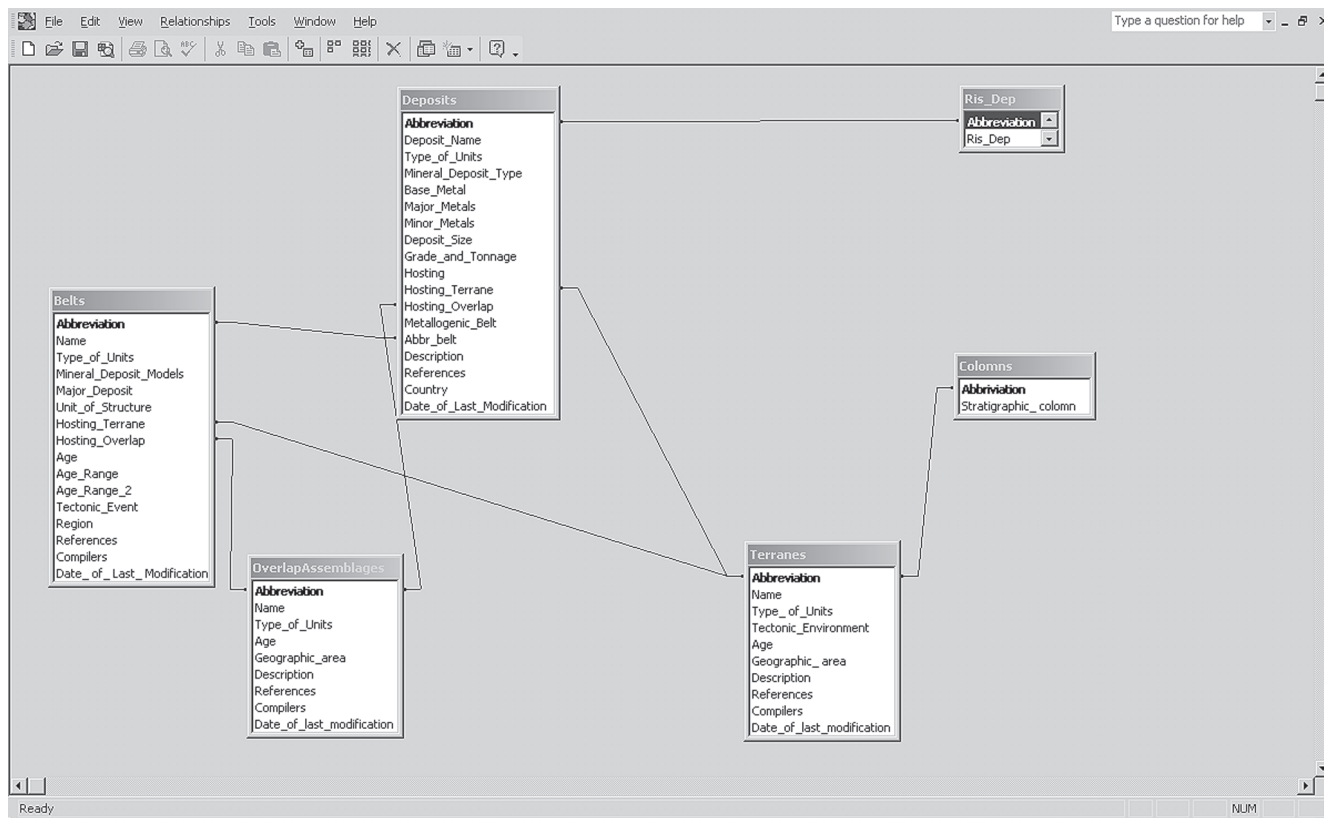 File Edit View Relationships Tools Window Help
Type a question for help
Deposits
Abbreviation
Deposit_Name
Type_of_Units
Mineral_Deposit_Type
Base_Metal
Major_Metals
Minor_Metals
Deposit_Size
Grade_and_Tonnage
Hosting
Hosting_Terrane
Hosting_Overlap
Metallogenic_Belt
Abbr_belt
Description
References
Country
Date_of_Last_Modification
Ris_Dep
Abbreviation
Ris_Dep
Belts
Abbreviation
Name
Type_of_Units
Mineral_Deposit_Models
Major_Deposit
Unit_of_Structure
Hosting_Terrane
Hosting_Overlap
Age
Age_Range
Age_Range_2
Tectonic_Event
Region
References
Compilers
Date_ of_ Last_ Modification
Colomns
Abbriviation
Stratigraphic_ colomn
OverlapAssemblages
Abbreviation
Name
Type_of_Units
Age
Geographic_area
Description
References
Compilers
Date_of_last_modification
Terranes
Abbreviation
Name
Type_ of_Units
Tectonic_Environment
Age
Geographic_ area
Description
References
Compilers
Date_of_last_modification
Ready
NUM